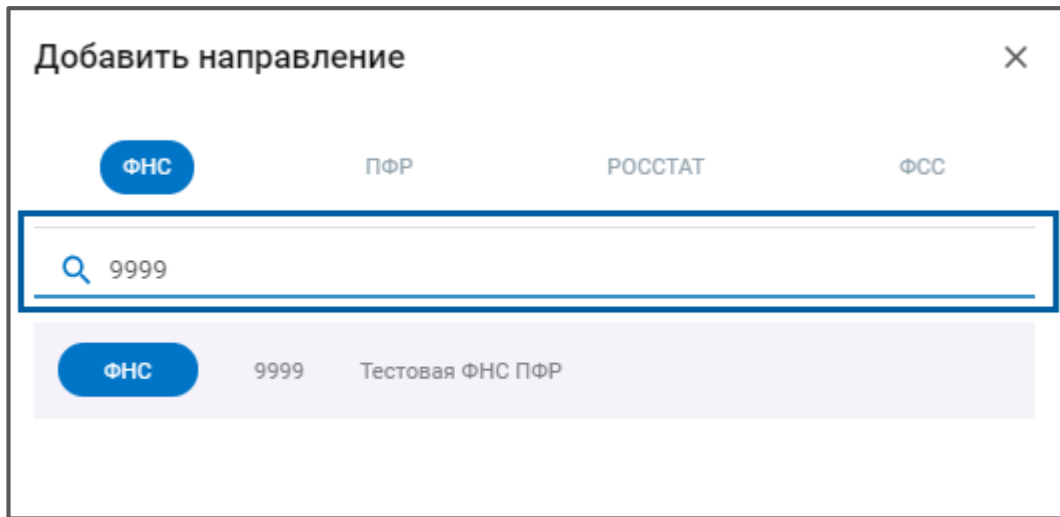 Добавить направление
ФНС ПФР РОССТАТ ФСС
9999
ФНС 9999 Тестовая ФНС ПФР